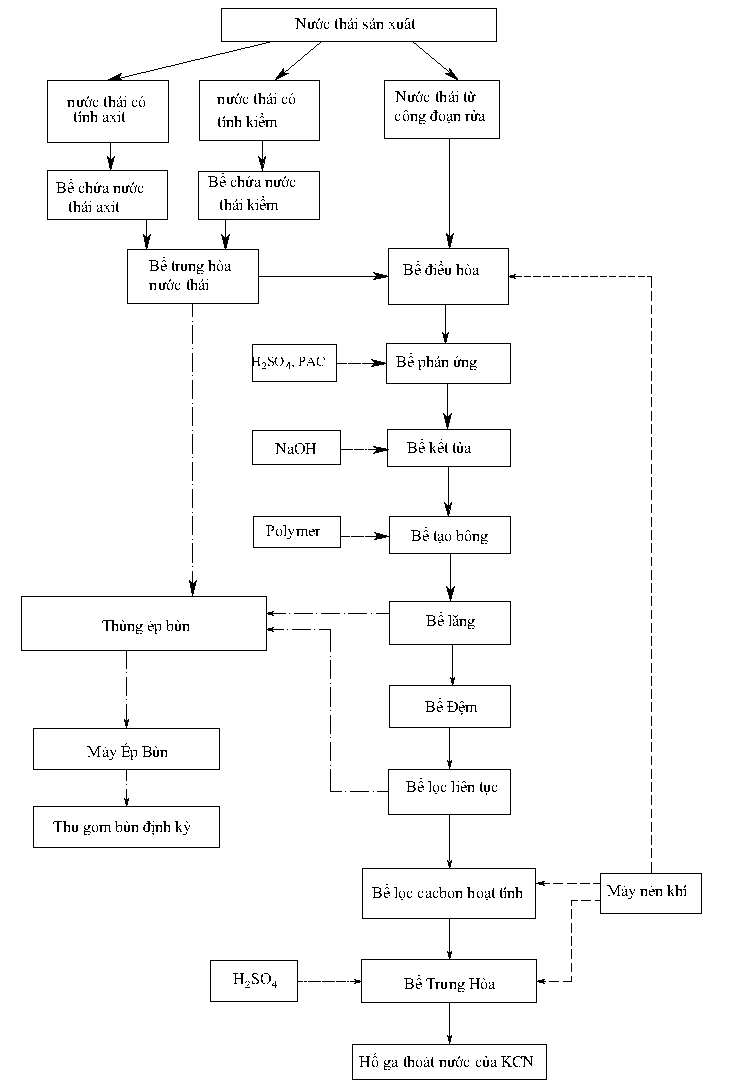 Nước thải sản xuất
nước thải có
tính axit
nước thải có
tính kiềm
Nước thải từ
công đoạn rửa
Bể chứa nước
thải axit
Bể chứa nước
thải kiềm
Bể trung hòa
nước thải
Bể điều hòa
H₂SO₄, PAC
Bể phản ứng
NaOH
Bể kết tủa
Polymer
Bể tạo bông
Thùng ép bùn
Bể lắng
Bể Đệm
Máy Ép Bùn
Bể lọc liên tục
Thu gom bùn định kỳ
Bể lọc cacbon hoạt tính
Máy nén khí
H₂SO₄
Bể Trung Hòa
Hố ga thoát nước của KCN